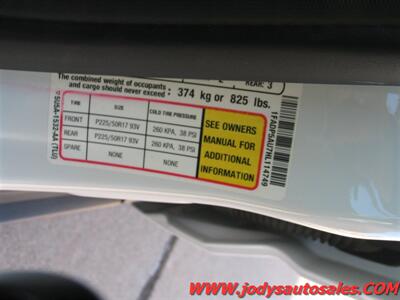 REAR: 3
The combined weight of occupants
and cargo should never exceed : 374 kg or 825 lbs.
TIRE SIZE COLD TIRE PRESSURE
FRONT P225/50R17 93V 260 KPA, 38 PSI
REAR P225/50R17 93V 260 KPA, 38 PSI
SPARE NONE NONE
SEE OWNERS
MANUAL FOR
ADDITIONAL
INFORMATION
1FADP5AU7HL114749
www.jodysautosales.COM